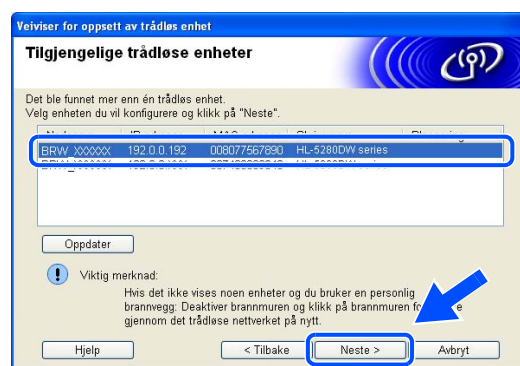 Veiviser for oppsett av trådløs enhet
Tilgjengelige trådløse enheter
Det ble funnet mer enn én trådløs enhet.
Velg enheten du vil konfigurere og klikk på "Neste".
BRW_XXXXXX 192.0.0.192 008077567890 HL-5280DW series
Oppdater
Viktig merknad:
Hvis det ikke vises noen enheter og du bruker en personlig
brannvegg: Deaktiver brannmuren og klikk på brannmuren
gjennom det trådløse nettverket på nytt.
Hjelp < Tilbake Neste > Avbryt